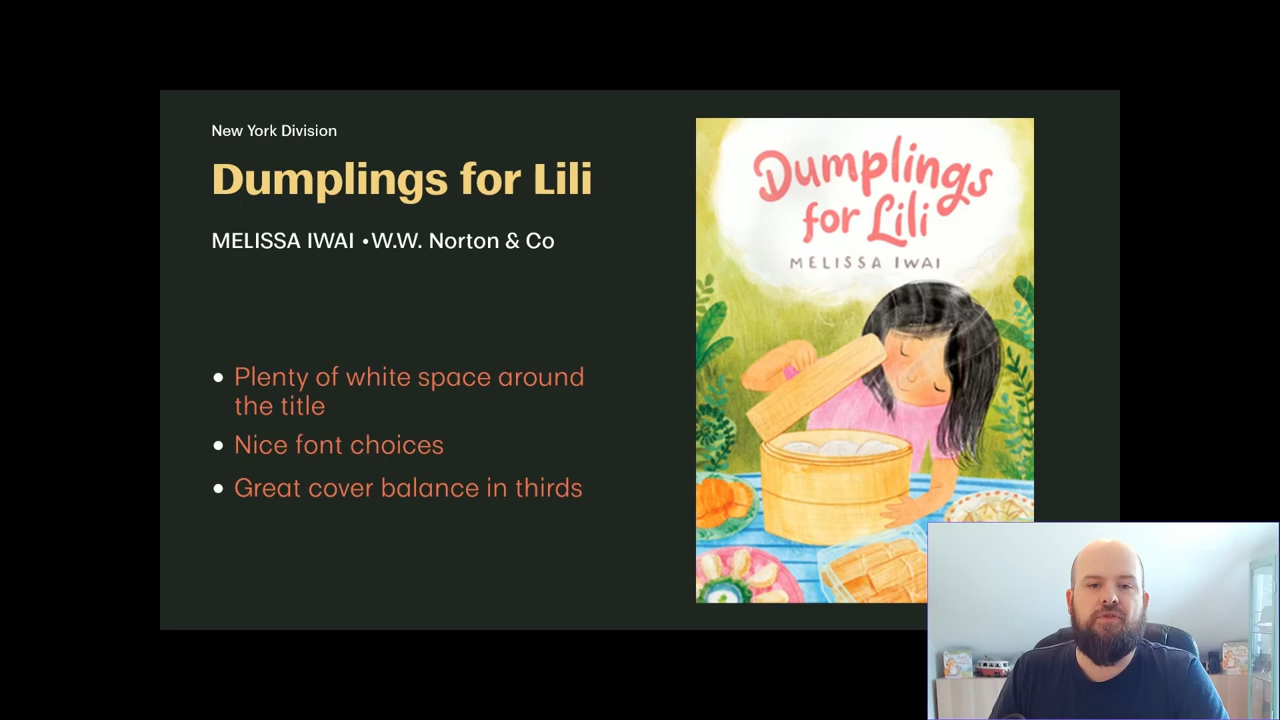 New York Division
Dumplings for Lili
MELISSA IWAI • W.W. Norton & Co
• Plenty of white space around
the title
• Nice font choices
• Great cover balance in thirds
Dumplings
for Lili
MELISSA IWAI